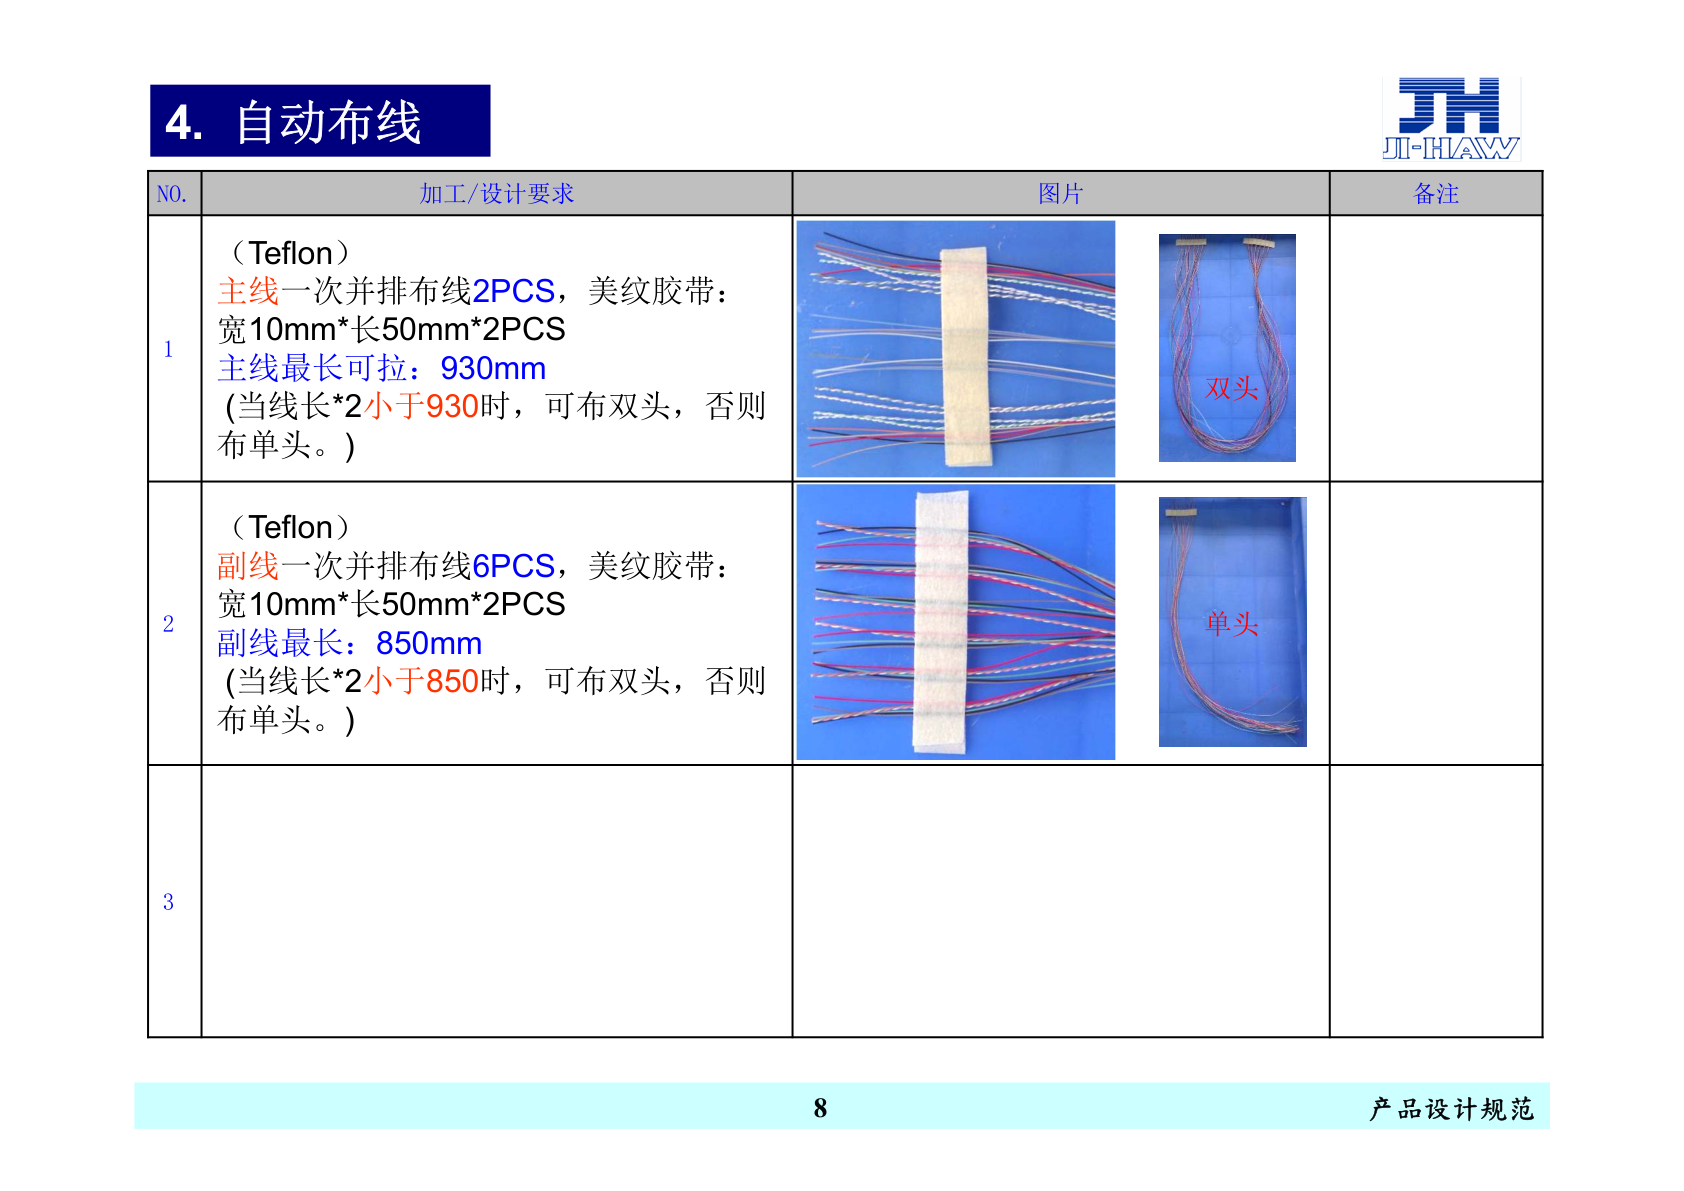 4. 自动布线
JH
JI-HAW
NO. 加工/设计要求 图片 备注
1
（Teflon）
主线一次并排布线2PCS，美纹胶带：
宽10mm*长50mm*2PCS
主线最长可拉：930mm
(当线长*2小于930时，可布双头，否则
布单头。)
双头
2
（Teflon）
副线一次并排布线6PCS，美纹胶带：
宽10mm*长50mm*2PCS
副线最长：850mm
(当线长*2小于850时，可布双头，否则
布单头。)
单头
3
8
产品设计规范